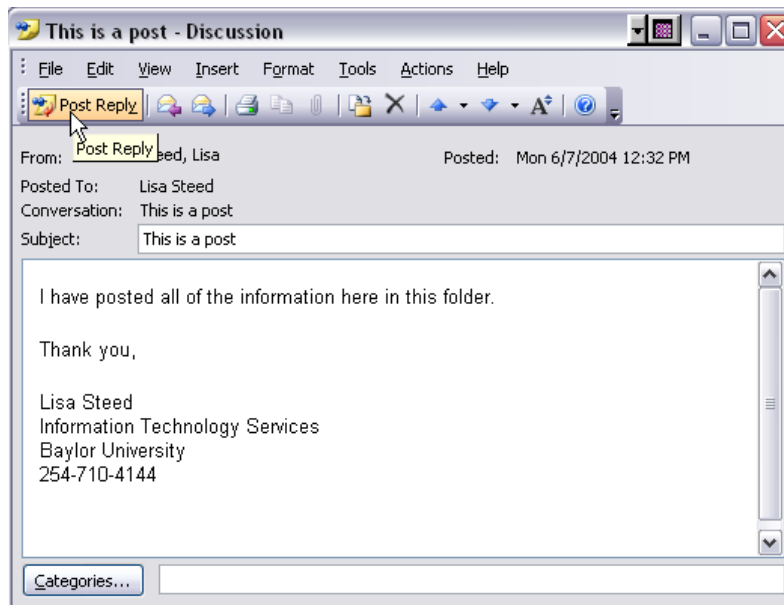 This is a post - Discussion
File Edit View Insert Format Tools Actions Help
Post Reply
Post Reply
From: eed, Lisa Posted: Mon 6/7/2004 12:32 PM
Posted To: Lisa Steed
Conversation: This is a post
Subject: This is a post
I have posted all of the information here in this folder.
Thank you,
Lisa Steed
Information Technology Services
Baylor University
254-710-4144
Categories...